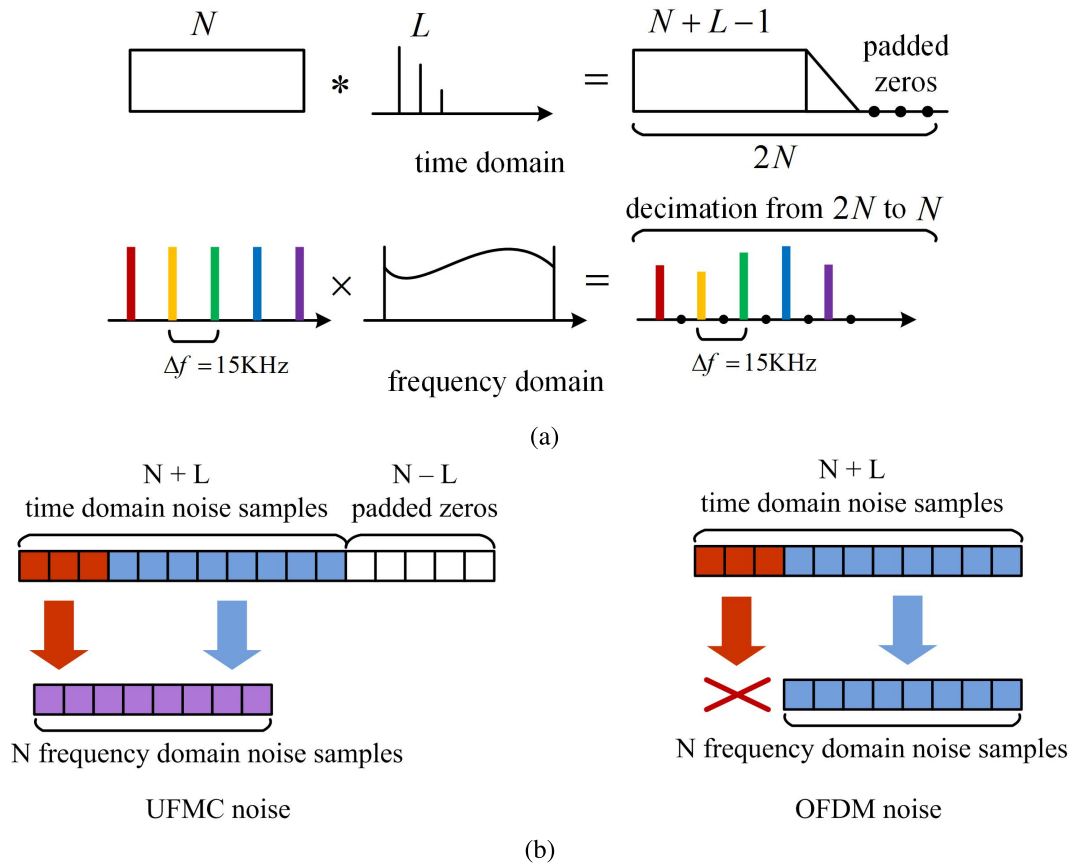 N
L
N + L − 1
padded
zeros
*
=
2N
time domain
decimation from 2N to N
×
=
Δf = 15KHz
Δf = 15KHz
frequency domain
(a)
N + L
time domain noise samples
N – L
padded zeros
N + L
time domain noise samples
N frequency domain noise samples
N frequency domain noise samples
UFMC noise
OFDM noise
(b)